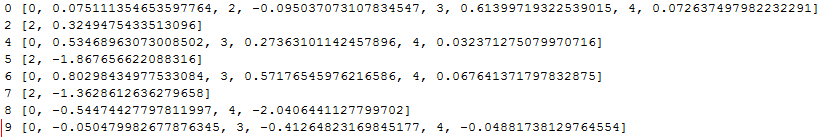 0 [0, 0.075111354653597764, 2, -0.095037073107834547, 3, 0.61399719322539015, 4, 0.072637497982232291]
2 [2, 0.3249475433513096]
4 [0, 0.53468963073008502, 3, 0.27363101142457896, 4, 0.032371275079970716]
5 [2, -1.867656622088316]
6 [0, 0.80298434977533084, 3, 0.57176545976216586, 4, 0.067641371797832875]
7 [2, -1.3628612636279658]
8 [0, -0.54474427797811997, 4, -2.0406441127799702]
9 [0, -0.050479982677876345, 3, -0.41264823169845177, 4, -0.04881738129764554]